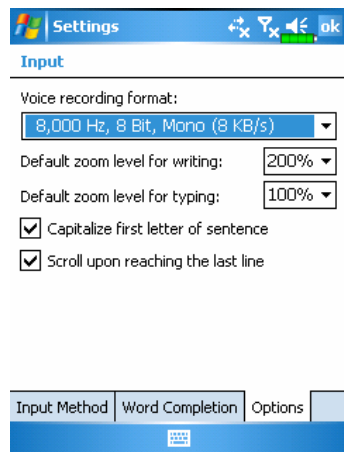 Settings ok
Input
Voice recording format:
8,000 Hz, 8 Bit, Mono (8 KB/s)
Default zoom level for writing: 200%
Default zoom level for typing: 100%
Capitalize first letter of sentence
Scroll upon reaching the last line
Input Method Word Completion Options